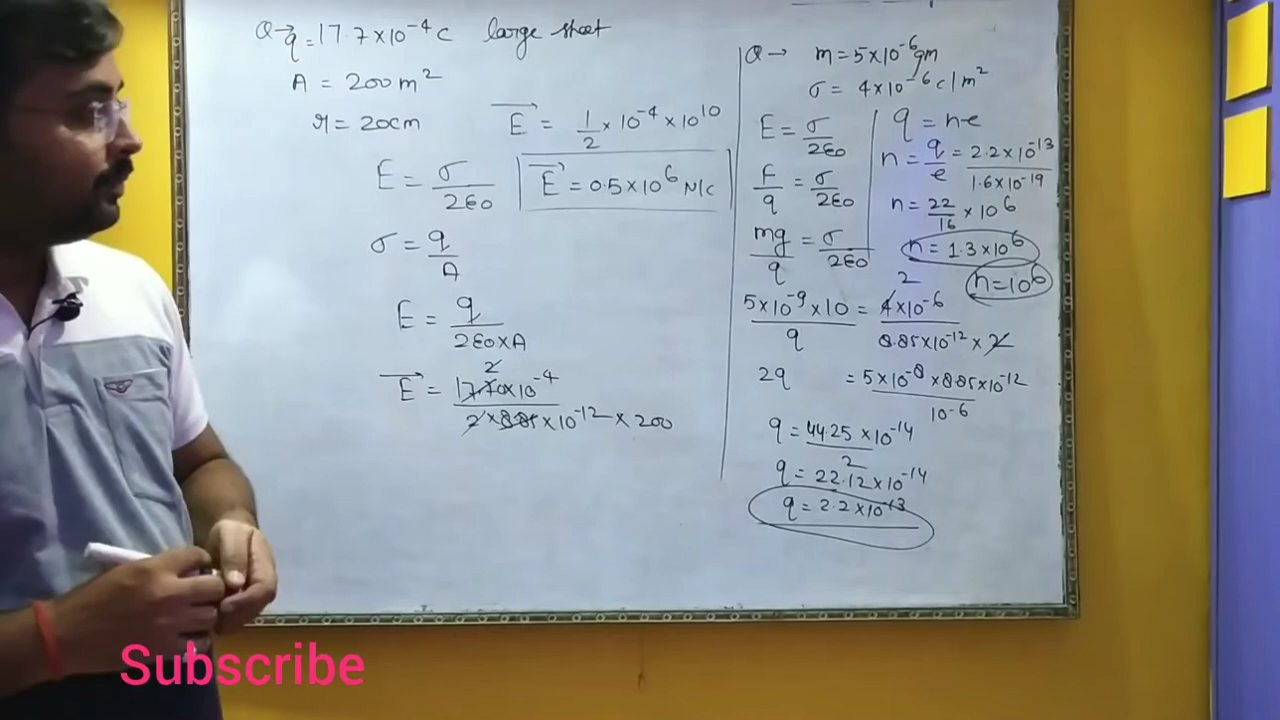 Q→ q = 17.7×10⁻⁴ c large sheet
A = 200 m²
r = 20cm
E = σ/2ε₀
σ = q/A
E = q/2ε₀×A
E⃗ = 17.70×10⁻⁴/2×8.85×10⁻¹²×200
2
E⃗ = 1/2 × 10⁻⁴ × 10¹⁰
E⃗ = 0.5×10⁶ N/c
Q→ m = 5×10⁻⁶ gm
σ = 4×10⁻⁶ c/m²
E = σ/2ε₀
F/q = σ/2ε₀
mg/q = σ/2ε₀
2
5×10⁻⁹×10/q = 4×10⁻⁶/8.85×10⁻¹²×2
2q = 5×10⁻⁸×8.85×10⁻¹²/10⁻⁶
q = 44.25×10⁻¹⁴/2
q = 22.12×10⁻¹⁴
q = 2.2×10⁻¹³
q = ne
n = q/e = 2.2×10⁻¹³/1.6×10⁻¹⁹
n = 22/16 × 10⁶
n = 1.3×10⁶
n = 10⁶
Subscribe